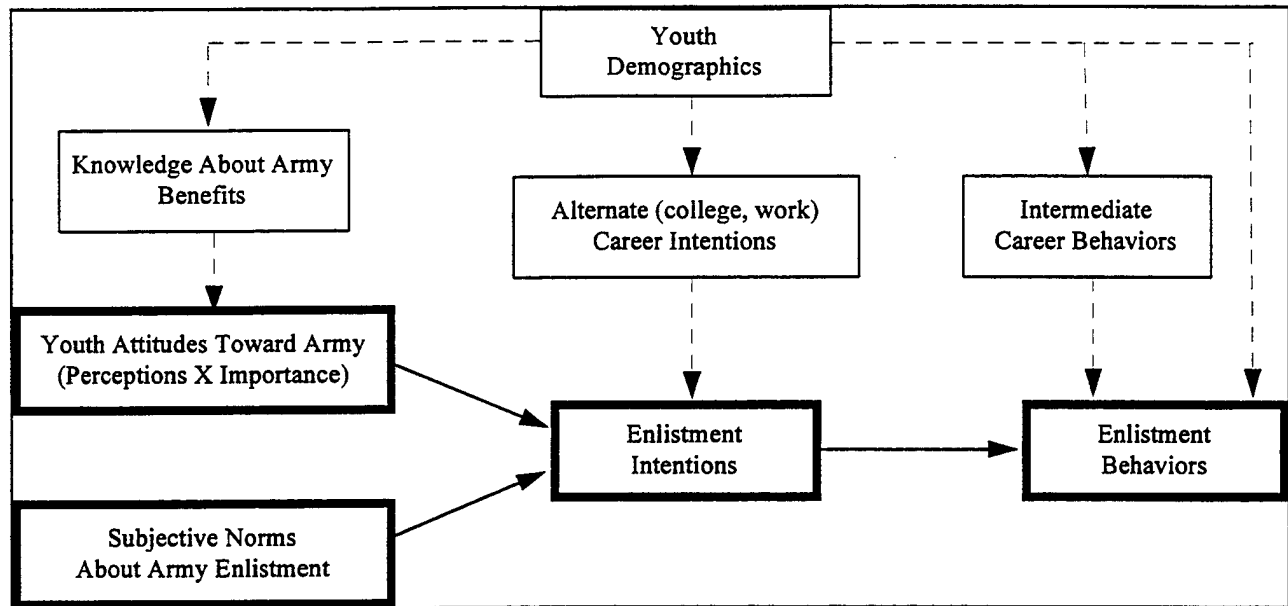 Youth
Demographics
Knowledge About Army
Benefits
Alternate (college, work)
Career Intentions
Intermediate
Career Behaviors
Youth Attitudes Toward Army
(Perceptions X Importance)
Enlistment
Intentions
Enlistment
Behaviors
Subjective Norms
About Army Enlistment